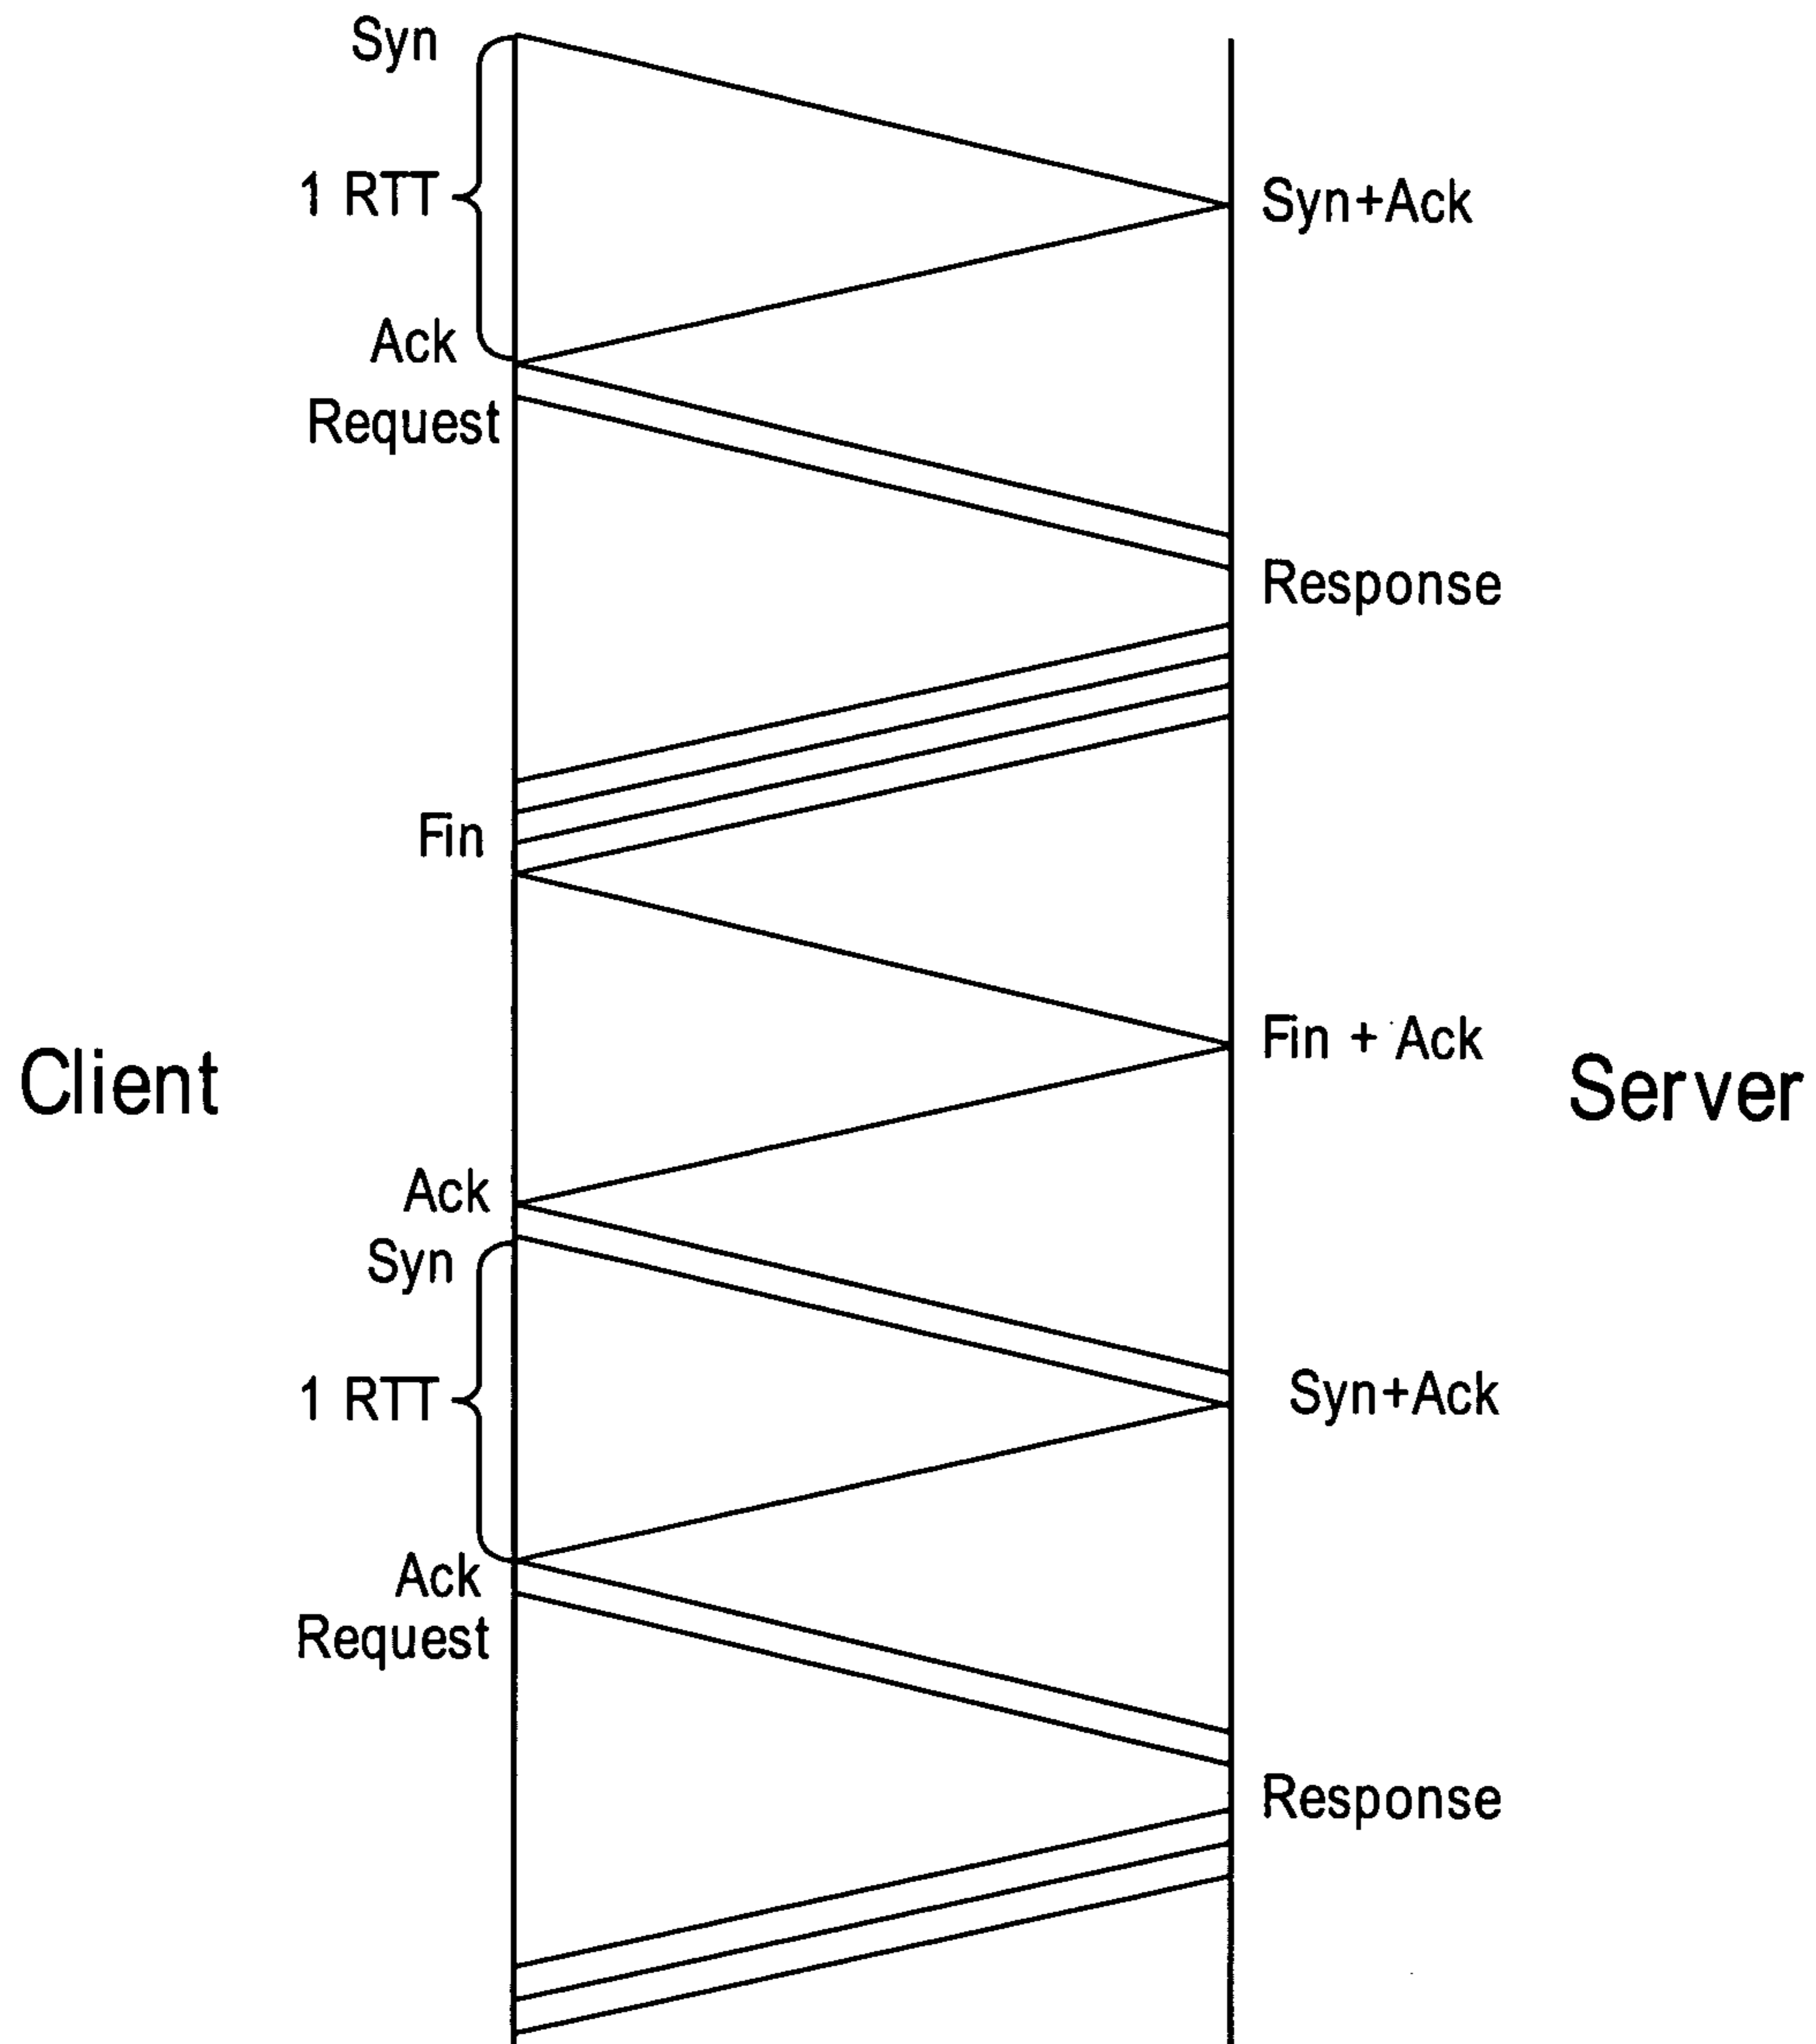 Syn
1 RTT
Syn+Ack
Ack
Request
Response
Fin
Fin + Ack
Client
Server
Ack
Syn
1 RTT
Syn+Ack
Ack
Request
Response